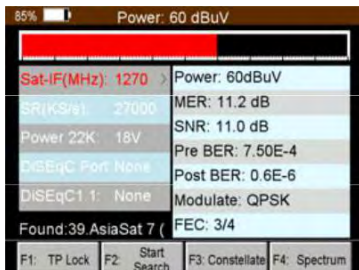 85% Power: 60 dBuV
Sat-IF(MHz): 1270 >
SR(KS/s): 27000
Power 22K: 18V
DiSEqC Port None
DiSEqC1 1: None
Found:39.AsiaSat 7 (
Power: 60dBuV
MER: 11.2 dB
SNR: 11.0 dB
Pre BER: 7.50E-4
Post BER: 0.6E-6
Modulate: QPSK
FEC: 3/4
F1: TP Lock F2: Start Search F3: Constellate F4: Spectrum